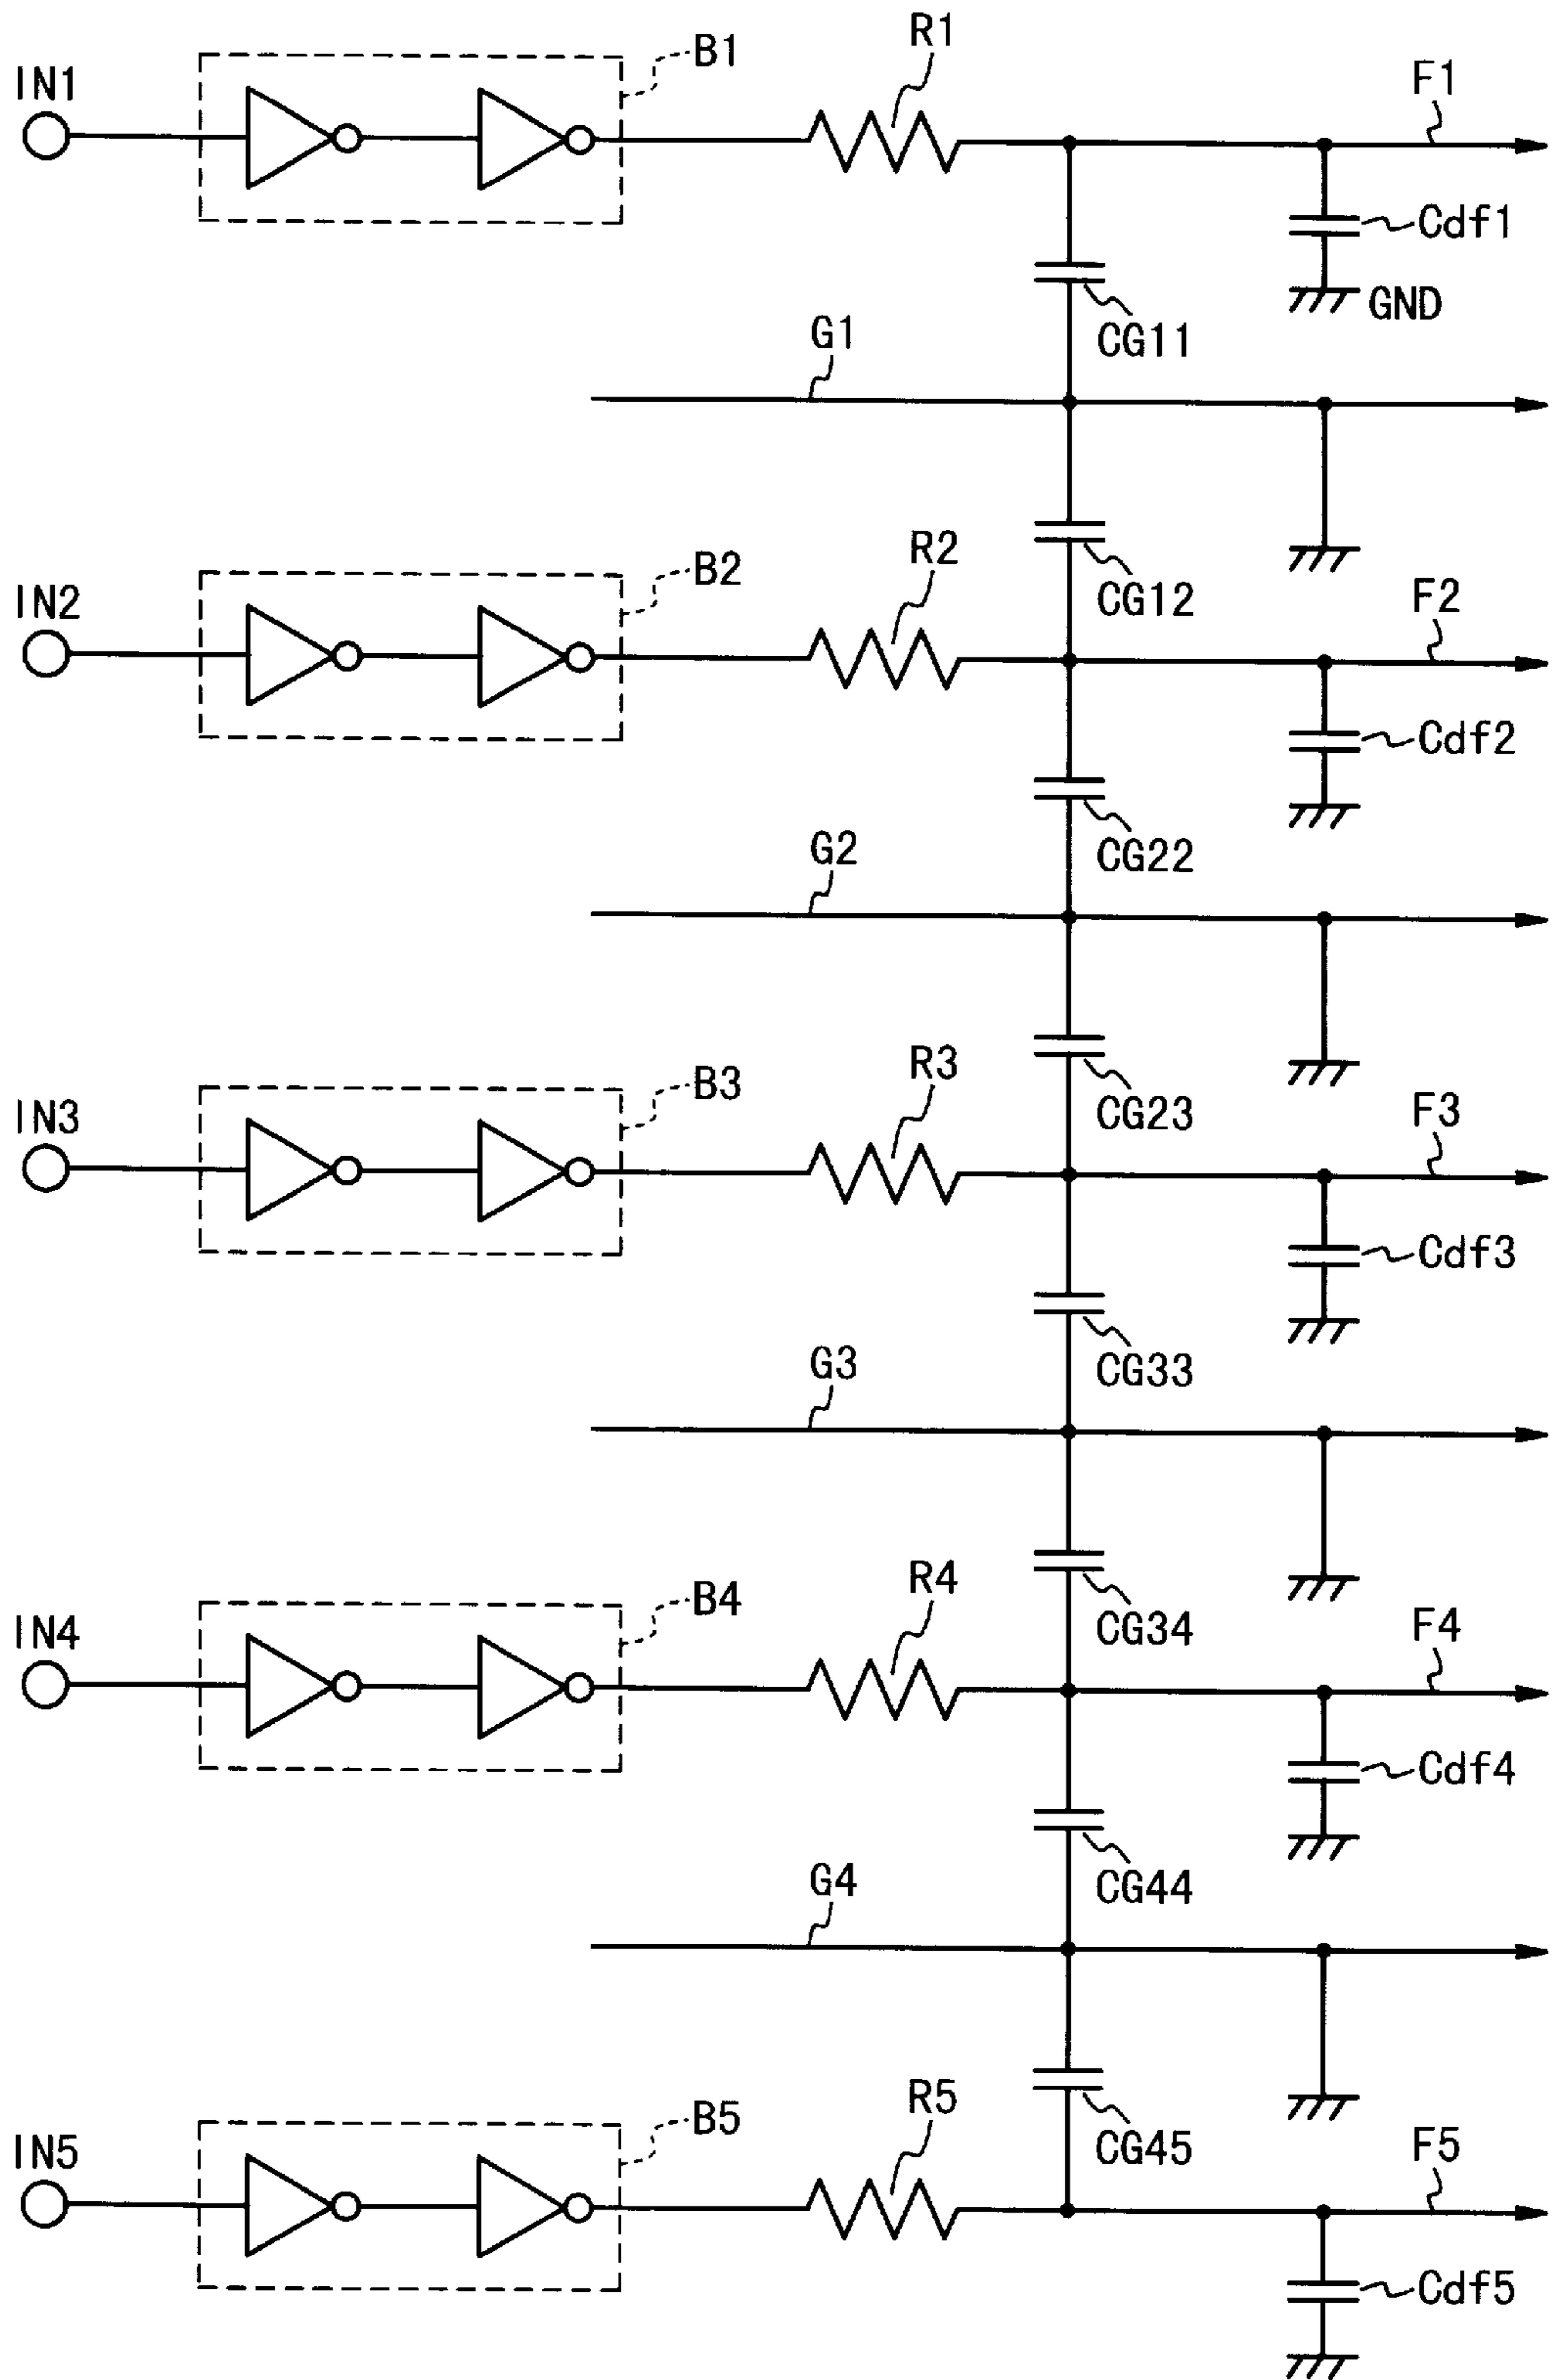 R1
B1
F1
IN1
Cdf1
GND
G1
CG11
R2
B2
F2
IN2
CG12
Cdf2
G2
CG22
R3
B3
F3
IN3
CG23
Cdf3
G3
CG33
R4
B4
F4
IN4
CG34
Cdf4
G4
CG44
R5
B5
F5
IN5
CG45
Cdf5